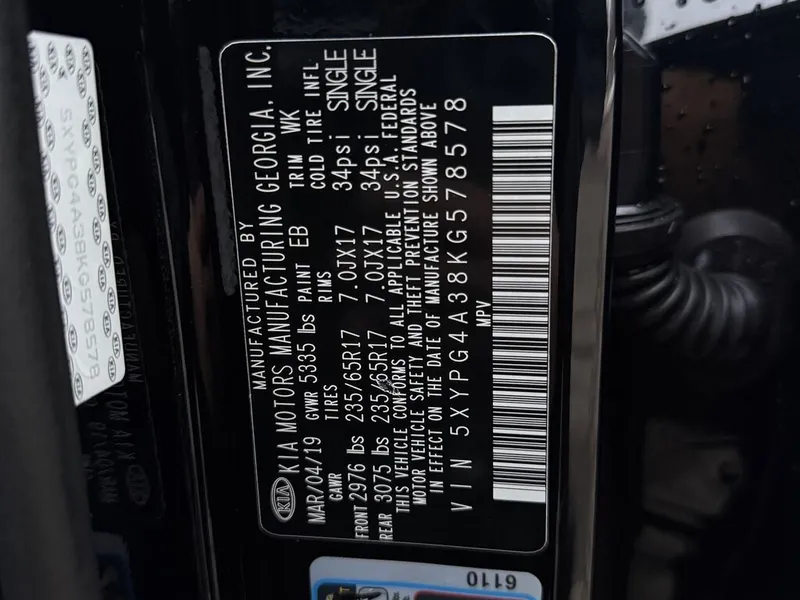 MANUFACTURED BY
KIA KIA MOTORS MANUFACTURING GEORGIA, INC.
MAR/04/19 GVWR 5335 lbs PAINT EB TRIM WK
GAWR TIRES RIMS COLD TIRE INFL
FRONT 2976 lbs 235/65R17 7.0JX17 34psi SINGLE
REAR 3075 lbs 235/65R17 7.0JX17 34psi SINGLE
THIS VEHICLE CONFORMS TO ALL APPLICABLE U.S.A. FEDERAL
MOTOR VEHICLE SAFETY AND THEFT PREVENTION STANDARDS
IN EFFECT ON THE DATE OF MANUFACTURE SHOWN ABOVE
VIN 5XYPG4A38KG578578
MPV
5XYPG4A38KG578578
6110